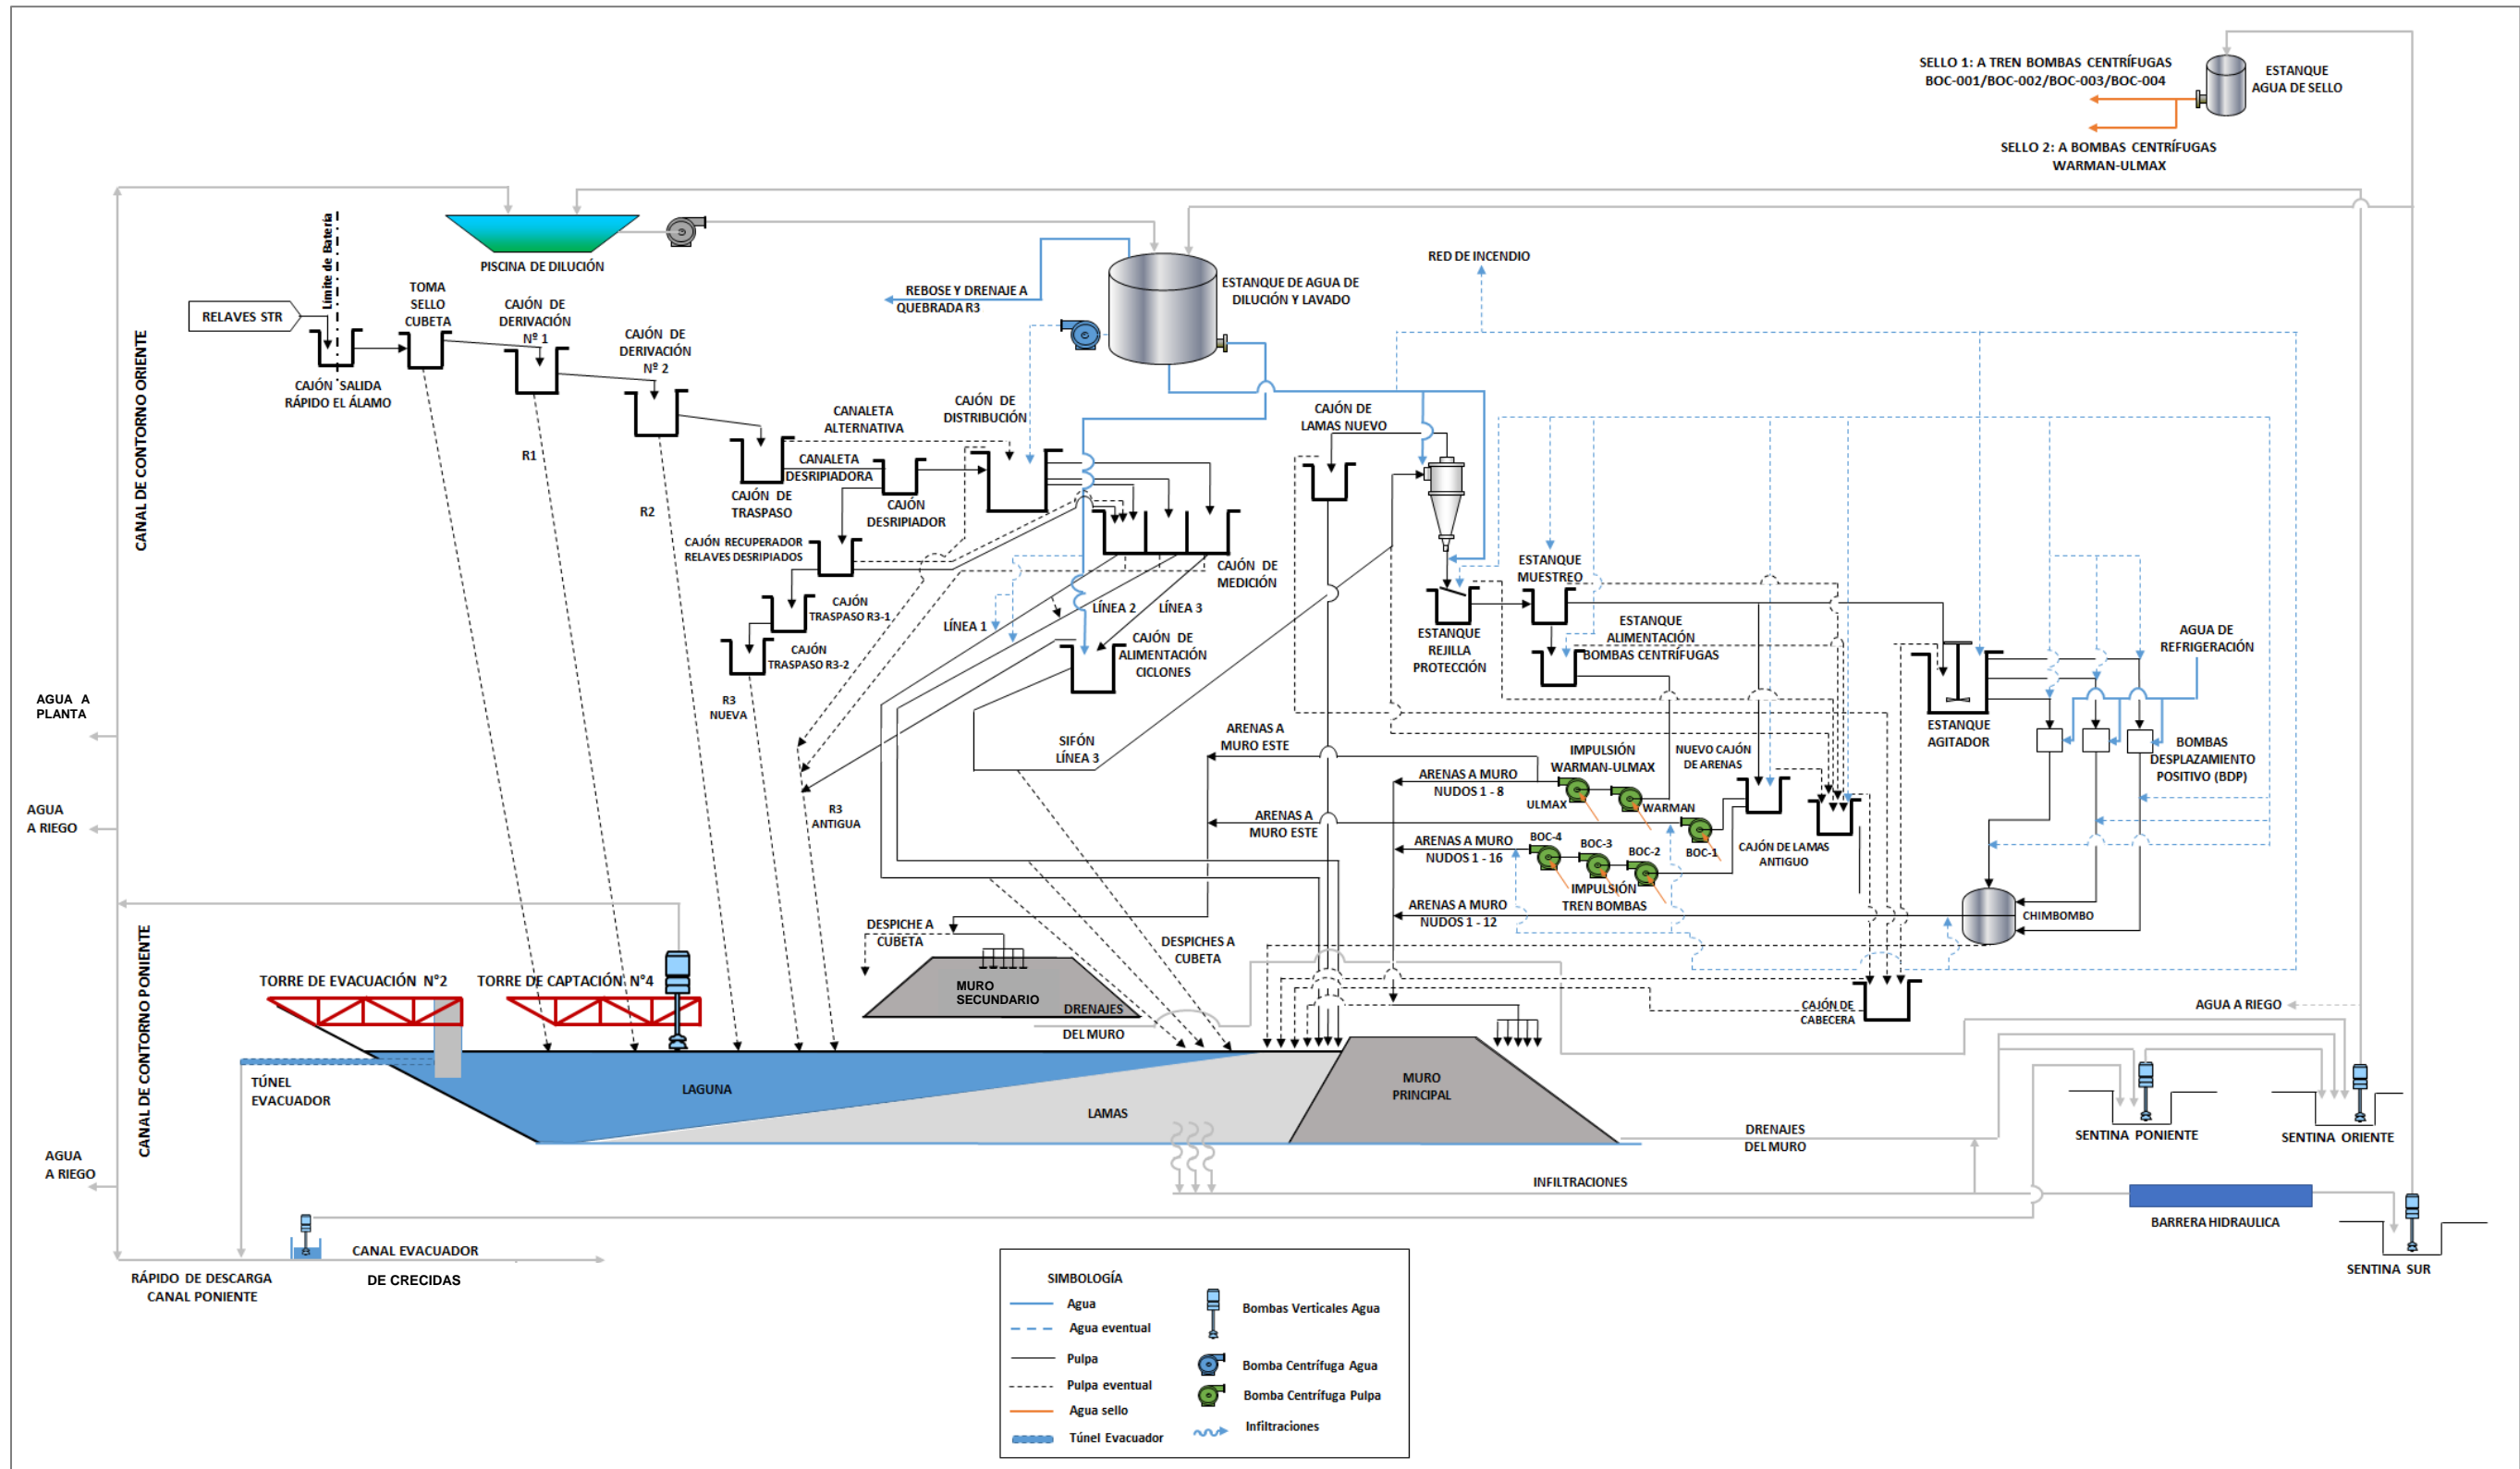 SELLO 1: A TREN BOMBAS CENTRÍFUGAS
BOC-001/BOC-002/BOC-003/BOC-004
ESTANQUE
AGUA DE SELLO
SELLO 2: A BOMBAS CENTRÍFUGAS
WARMAN-ULMAX
CANAL DE CONTORNO ORIENTE
Límite de Batería
PISCINA DE DILUCIÓN
RELAVES STR
TOMA
SELLO
CUBETA
CAJÓN DE
DERIVACIÓN
Nº 1
CAJÓN DE
DERIVACIÓN
Nº 2
CAJÓN SALIDA
RÁPIDO EL ÁLAMO
REBOSE Y DRENAJE A
QUEBRADA R3
ESTANQUE DE AGUA DE
DILUCIÓN Y LAVADO
RED DE INCENDIO
CANALETA
ALTERNATIVA
CAJÓN DE
DISTRIBUCIÓN
CAJÓN DE
LAMAS NUEVO
R1
R2
CANALETA
DESRIPIADORA
CAJÓN DE
TRASPASO
CAJÓN
DESRIPIADOR
CAJÓN RECUPERADOR
RELAVES DESRIPIADOS
CAJÓN DE
MEDICIÓN
CAJÓN
TRASPASO R3-1
CAJÓN
TRASPASO R3-2
LÍNEA 1
LÍNEA 2
LÍNEA 3
CAJÓN DE
ALIMENTACIÓN
CICLONES
ESTANQUE
MUESTREO
ESTANQUE
REJILLA
PROTECCIÓN
ESTANQUE
ALIMENTACIÓN
BOMBAS CENTRÍFUGAS
AGUA DE
REFRIGERACIÓN
R3
NUEVA
R3
ANTIGUA
SIFÓN
LÍNEA 3
ESTANQUE
AGITADOR
BOMBAS
DESPLAZAMIENTO
POSITIVO (BDP)
AGUA A
PLANTA
AGUA
A RIEGO
ARENAS A
MURO ESTE
IMPULSIÓN
WARMAN-ULMAX
NUEVO CAJÓN
DE ARENAS
ARENAS A MURO
NUDOS 1 - 8
ULMAX
WARMAN
ARENAS A
MURO ESTE
ARENAS A MURO
NUDOS 1 - 16
BOC-4
BOC-3
BOC-2
BOC-1
CAJÓN DE LAMAS
ANTIGUO
IMPULSIÓN
TREN BOMBAS
ARENAS A MURO
NUDOS 1 - 12
CHIMBOMBO
CANAL DE CONTORNO PONIENTE
DESPICHE A
CUBETA
DESPICHES A
CUBETA
TORRE DE EVACUACIÓN N°2
TORRE DE CAPTACIÓN N°4
MURO
SECUNDARIO
DRENAJES
DEL MURO
CAJÓN DE
CABECERA
AGUA A RIEGO
TÚNEL
EVACUADOR
LAGUNA
LAMAS
MURO
PRINCIPAL
DRENAJES
DEL MURO
SENTINA PONIENTE
SENTINA ORIENTE
AGUA
A RIEGO
INFILTRACIONES
BARRERA HIDRAULICA
SENTINA SUR
CANAL EVACUADOR
DE CRECIDAS
RÁPIDO DE DESCARGA
CANAL PONIENTE
SIMBOLOGÍA
Agua
Agua eventual
Pulpa
Pulpa eventual
Agua sello
Túnel Evacuador
Bombas Verticales Agua
Bomba Centrífuga Agua
Bomba Centrífuga Pulpa
Infiltraciones